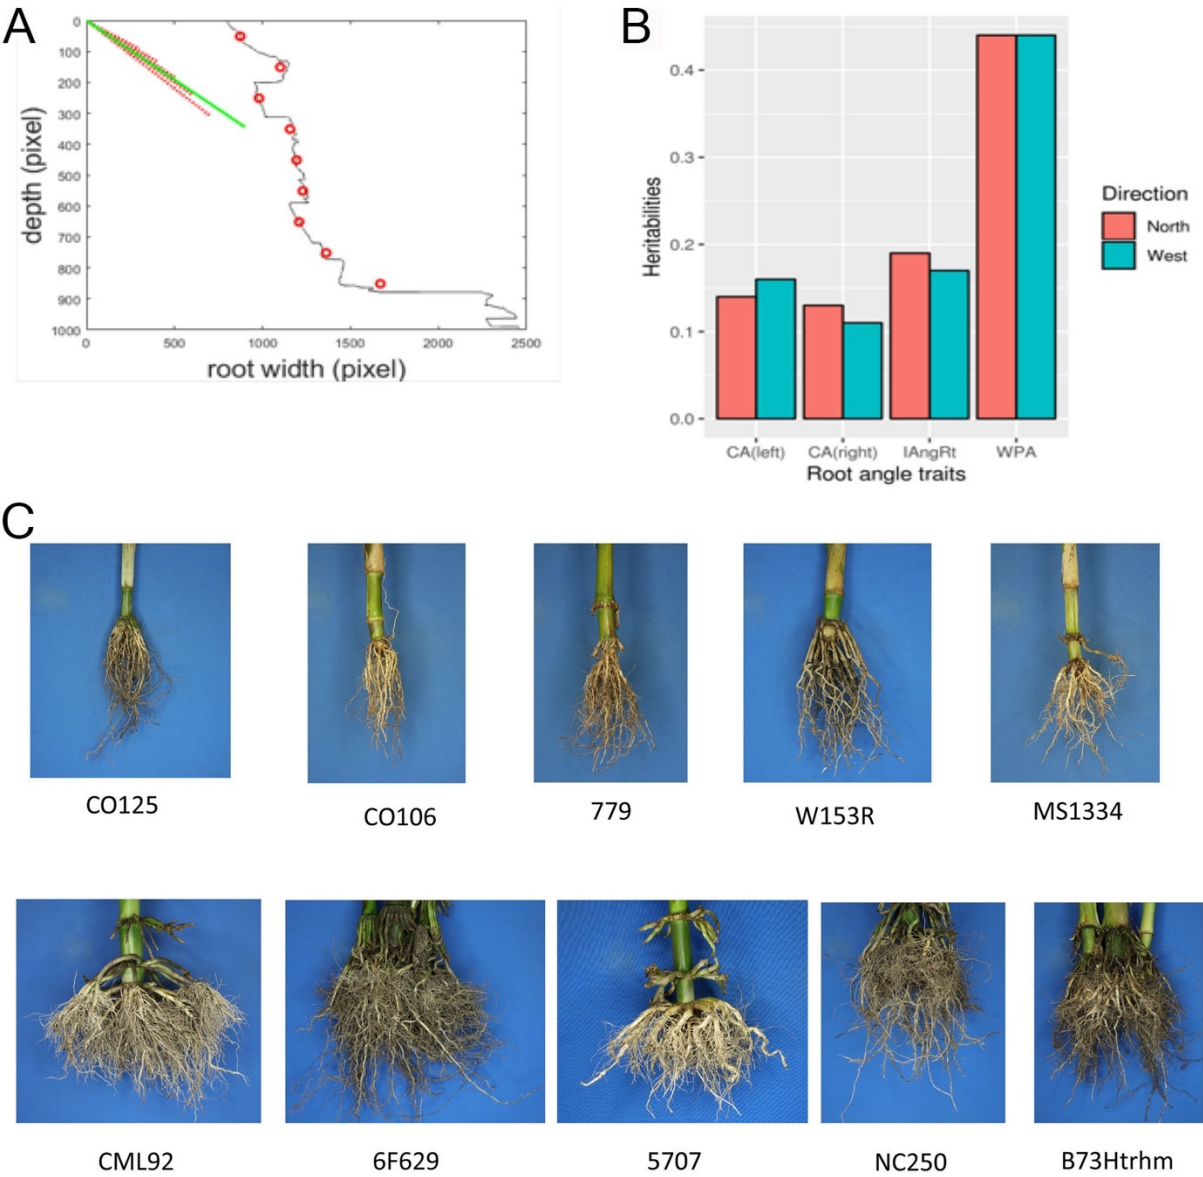 A
0
100
200
300
400
500
600
700
800
900
1000
depth (pixel)
0 500 1000 1500 2000 2500
root width (pixel)
B
0.4
0.3
0.2
0.1
0.0
Heritabilities
CA(left) CA(right) IAngRt WPA
Root angle traits
Direction
North
West
C
CO125 CO106 779 W153R MS1334
CML92 6F629 5707 NC250 B73Htrhm